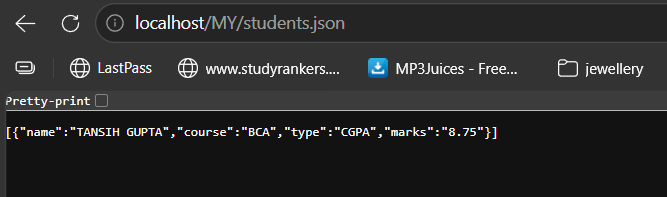 localhost/MY/students.json
LastPass www.studyrankers.... MP3Juices - Free... jewellery
Pretty-print
[{"name":"TANSIH GUPTA","course":"BCA","type":"CGPA","marks":"8.75"}]